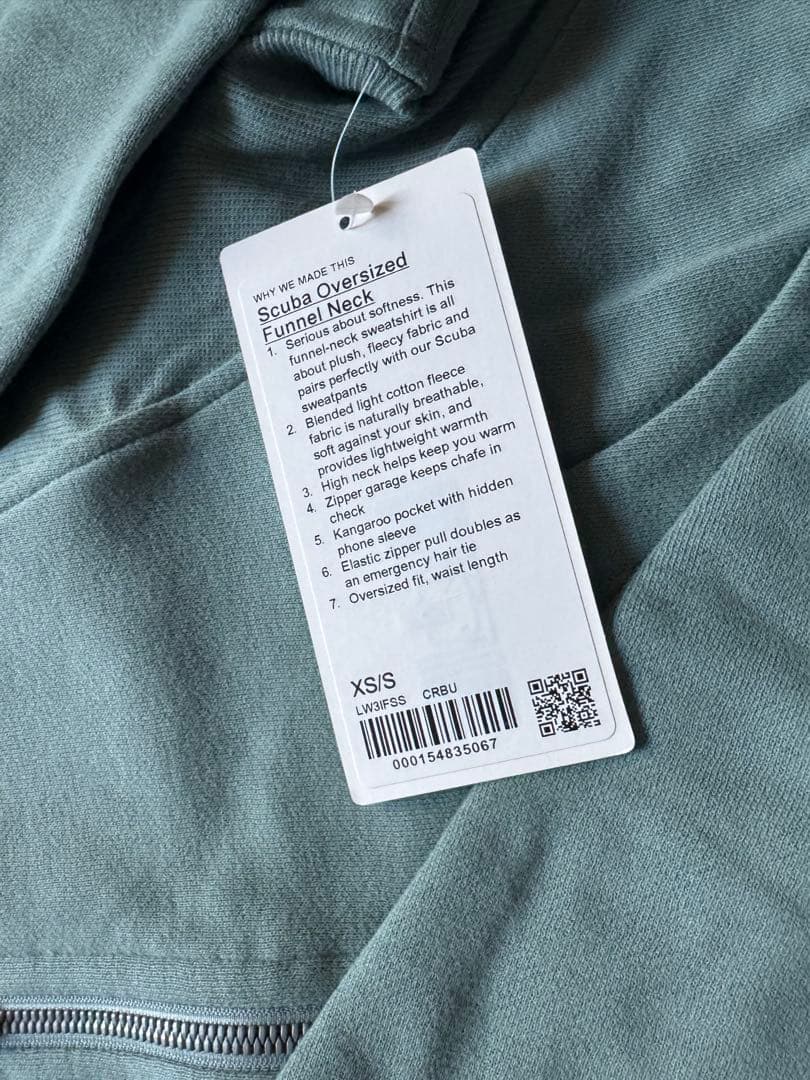 WHY WE MADE THIS
Scuba Oversized
Funnel Neck
1. Serious about softness. This
funnel-neck sweatshirt is all
about plush, fleecy fabric and
pairs perfectly with our Scuba
sweatpants
2. Blended light cotton fleece
fabric is naturally breathable,
soft against your skin, and
provides lightweight warmth
3. High neck helps keep you warm
4. Zipper garage keeps chafe in
check
5. Kangaroo pocket with hidden
phone sleeve
6. Elastic zipper pull doubles as
an emergency hair tie
7. Oversized fit, waist length
XS/S
LW3IFSS CRBU
000154835067